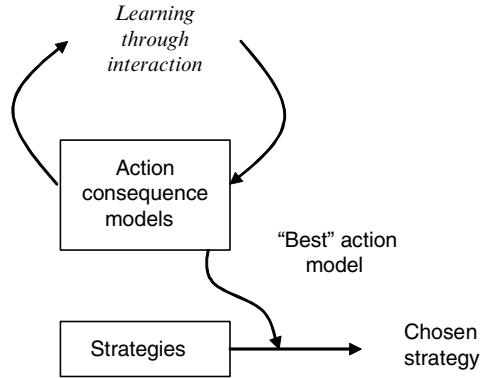 Learning
through
interaction
Action
consequence
models
“Best” action
model
Strategies
Chosen
strategy